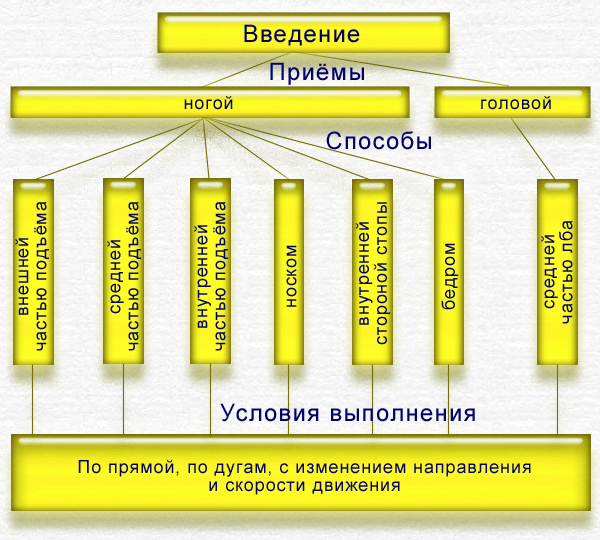 Введение
Приёмы
ногой
головой
Способы
внешней
частью подъёма
средней
частью подъёма
внутренней
частью подъёма
носком
внутренней
стороной стопы
бедром
средней
частью лба
Условия выполнения
По прямой, по дугам, с изменением направления
и скорости движения